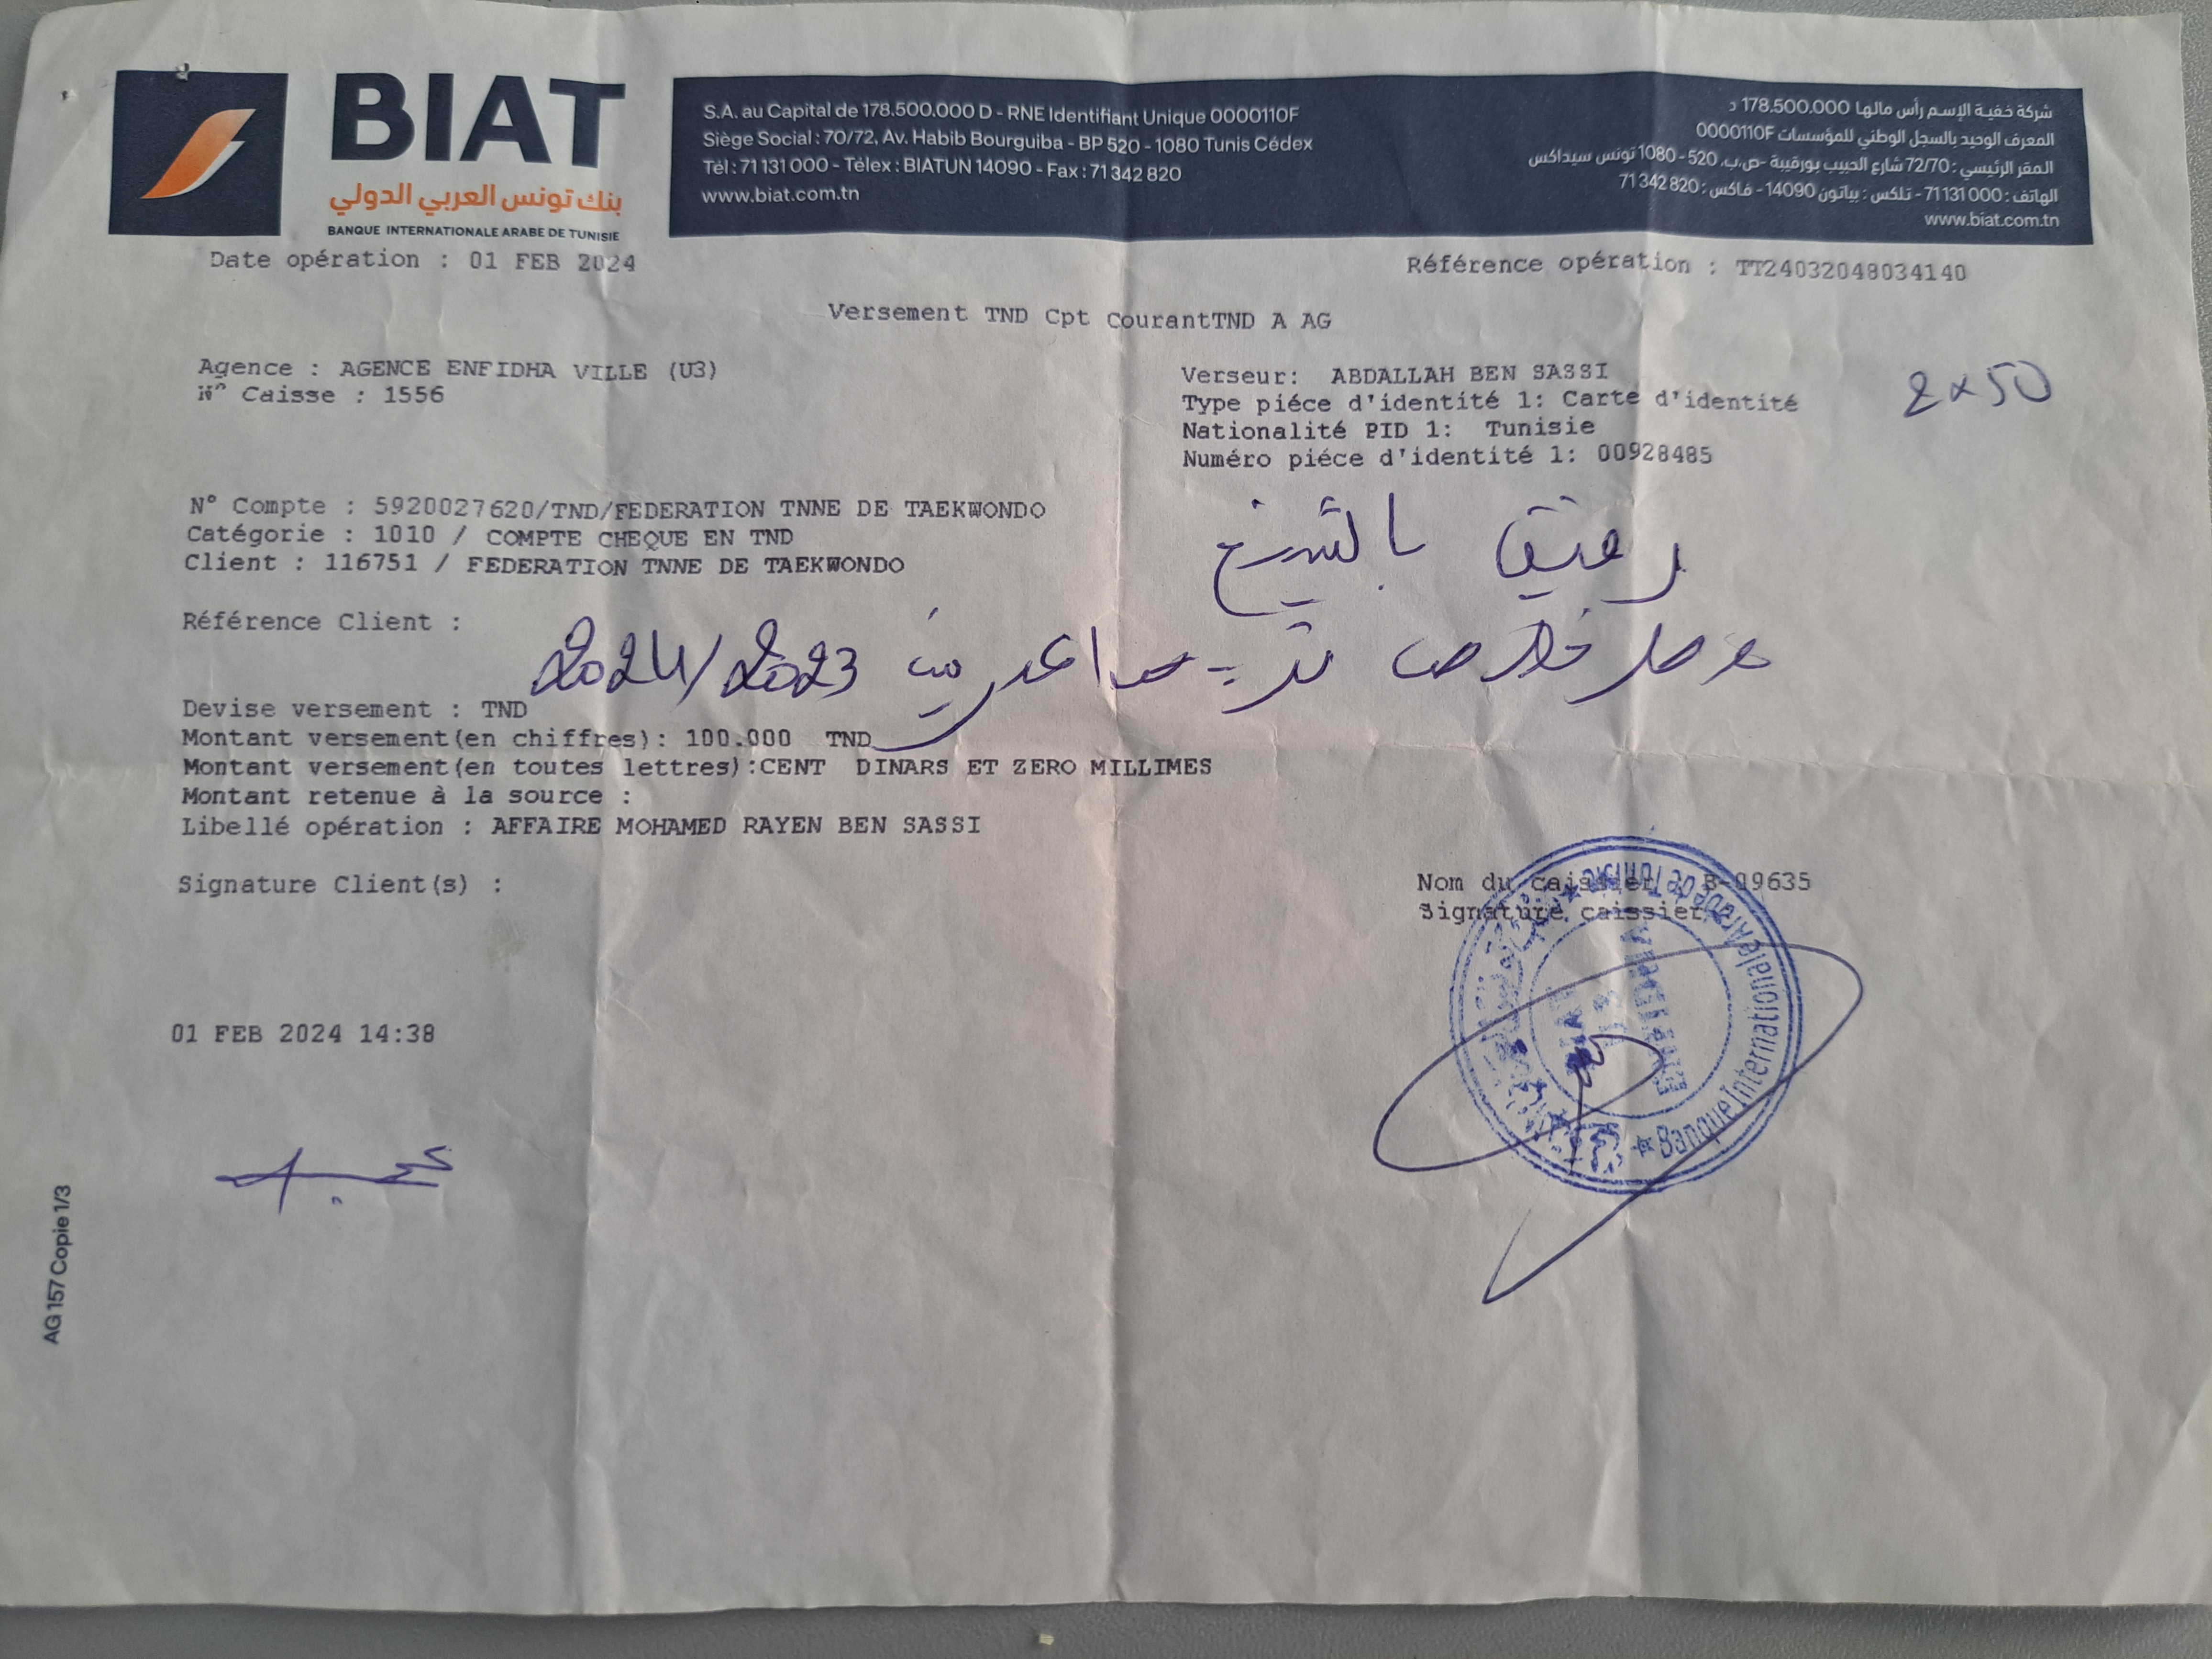 BIAT
بنك تونس العربي الدولي
BANQUE INTERNATIONALE ARABE DE TUNISIE
S.A. au Capital de 178.500.000 D - RNE Identifiant Unique 0000110F
Siège Social : 70/72, Av. Habib Bourguiba - BP 520 - 1080 Tunis Cédex
Tél : 71 131 000 - Télex : BIATUN 14090 - Fax : 71 342 820
www.biat.com.tn
شركة خفية الإسم رأس مالها 178.500.000 د
المعرف الوحيد بالسجل الوطني للمؤسسات 0000110F
المقر الرئيسي : 72/70 شارع الحبيب بورقيبة -ص.ب. 520 - 1080 تونس سيداكس
الهاتف : 71 131 000 - تلكس : بياتون 14090 - فاكس : 71 342 820
www.biat.com.tn
Date opération : 01 FEB 2024
Référence opération : TT24032048034140
Versement TND Cpt CourantTND A AG
Agence : AGENCE ENFIDHA VILLE (U3)
N° Caisse : 1556
Verseur: ABDALLAH BEN SASSI
Type piéce d'identité 1: Carte d'identité
Nationalité PID 1: Tunisie
Numéro piéce d'identité 1: 00928485
2 x 50
N° Compte : 5920027620/TND/FEDERATION TNNE DE TAEKWONDO
Catégorie : 1010 / COMPTE CHEQUE EN TND
Client : 116751 / FEDERATION TNNE DE TAEKWONDO
رفيق بالشيخ
Référence Client :
خلاص 2024/2023
Devise versement : TND
Montant versement(en chiffres): 100.000 TND
Montant versement(en toutes lettres):CENT DINARS ET ZERO MILLIMES
Montant retenue à la source :
Libellé opération : AFFAIRE MOHAMED RAYEN BEN SASSI
Signature Client(s) :
Nom du caissier : B-09635
Signature caissier
Banque Internationale Arabe de Tunisie
01 FEB 2024 14:38
AG 157 Copie 1/3